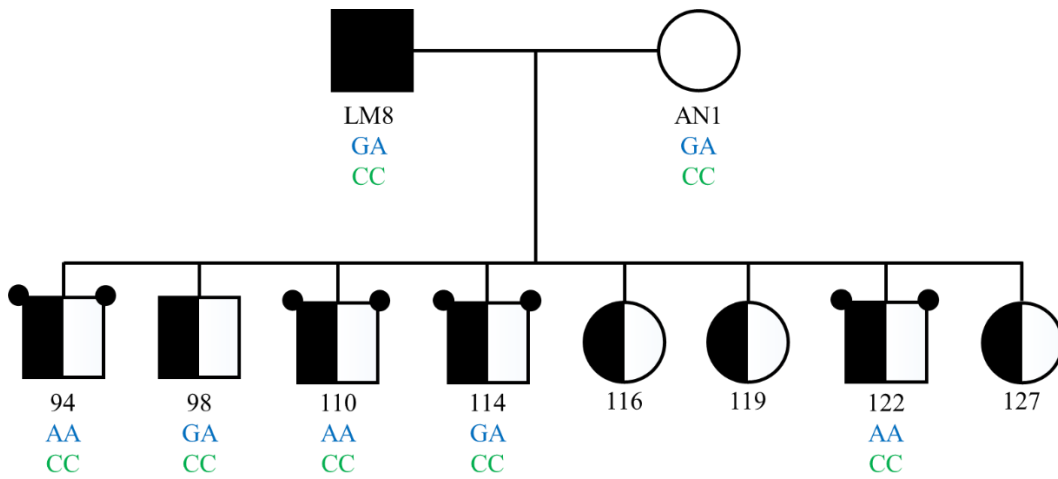 LM8 AN1
GA GA
CC CC
94 98 110 114 116 119 122 127
AA GA AA GA AA
CC CC CC CC CC